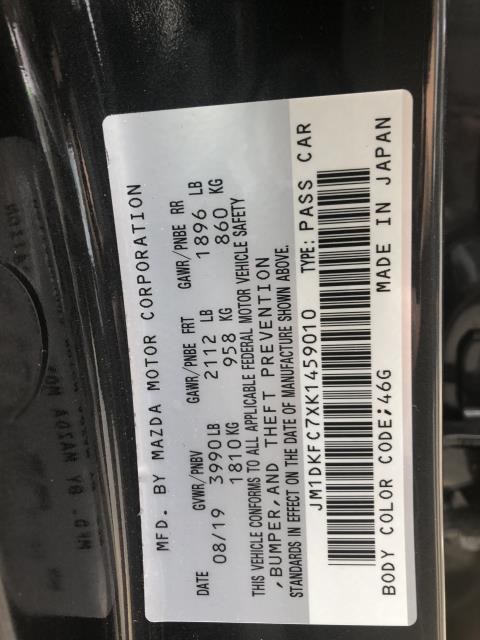 MFD. BY MAZDA MOTOR CORPORATION
GVWR/PNBV GAWR/PNBE FRT GAWR/PNBE RR
DATE
08/19 3990 LB 2112 LB 1896 LB
1810 KG 958 KG 860 KG
THIS VEHICLE CONFORMS TO ALL APPLICABLE FEDERAL MOTOR VEHICLE SAFETY
,BUMPER,AND THEFT PREVENTION
STANDARDS IN EFFECT ON THE DATE OF MANUFACTURE SHOWN ABOVE.
JM1DKFC7XK1459010 TYPE: PASS CAR
BODY COLOR CODE;46G MADE IN JAPAN